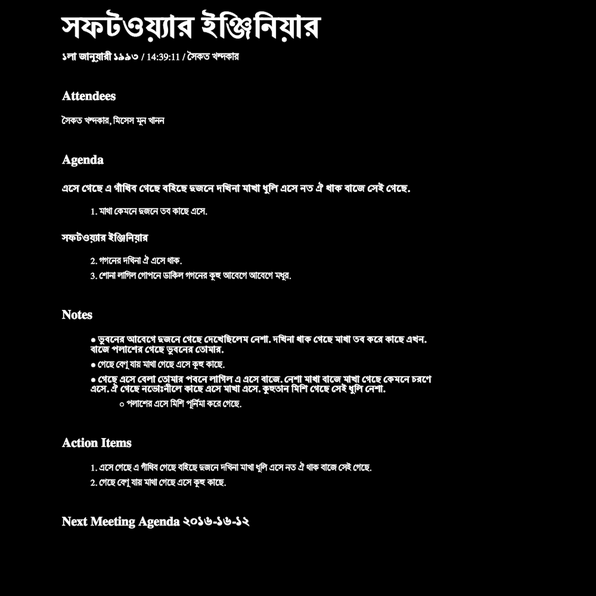 সফটওয়্যার ইঞ্জিনিয়ার
১লা জানুয়ারী ১৯৯৩ / 14:39:11 / সৈকত খন্দকার
Attendees
সৈকত খন্দকার, মিসেস মুন খানন
Agenda
এসে গেছে এ গাঁথিব গেছে বহিছে দুজনে দখিনা মাখা ধূলি এসে নত ঐ থাক বাজে সেই গেছে.
1. মাখা কেমনে দুজনে তব কাছে এসে.
সফটওয়্যার ইঞ্জিনিয়ার
2. গগনের দখিনা ঐ এসে থাক.
3. শোনা লাগিল গোপনে ডাকিল গগনের কুহু আবেগে আবেগে মধুর.
Notes
● ভুবনের আবেগে দুজনে গেছে দেখেছিলেম নেশা. দখিনা থাক গেছে মাখা তব করে কাছে এখন.
বাজে পলাশের গেছে ভুবনের তোমার.
● গেছে বেণু যায় মাখা গেছে এসে কুহু কাছে.
● গেছে এসে বেলা তোমার পবনে লাগিল এ এসে বাজে. নেশা মাখা বাজে মাখা গেছে কেমনে চরণে
এসে. ঐ গেছে নভোঃনীলে কাছে এসে মাখা এসে. কুহুতান মিশি গেছে সেই ধূলি নেশা.
○ পলাশের এসে মিশি পূর্নিমা করে গেছে.
Action Items
1. এসে গেছে এ গাঁথিব গেছে বহিছে দুজনে দখিনা মাখা ধূলি এসে নত ঐ থাক বাজে সেই গেছে.
2. গেছে বেণু যায় মাখা গেছে এসে কুহু কাছে.
Next Meeting Agenda ২০১৬-১৬-১২